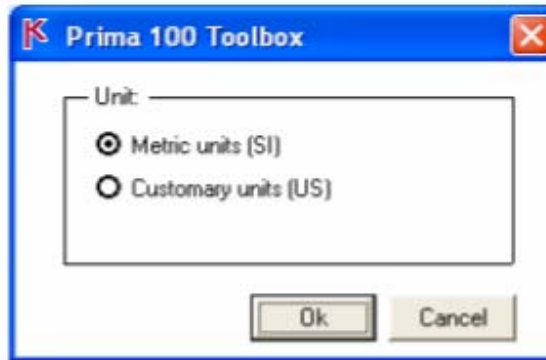 Prima 100 Toolbox
Unit:
Metric units (SI)
Customary units (US)
Ok Cancel